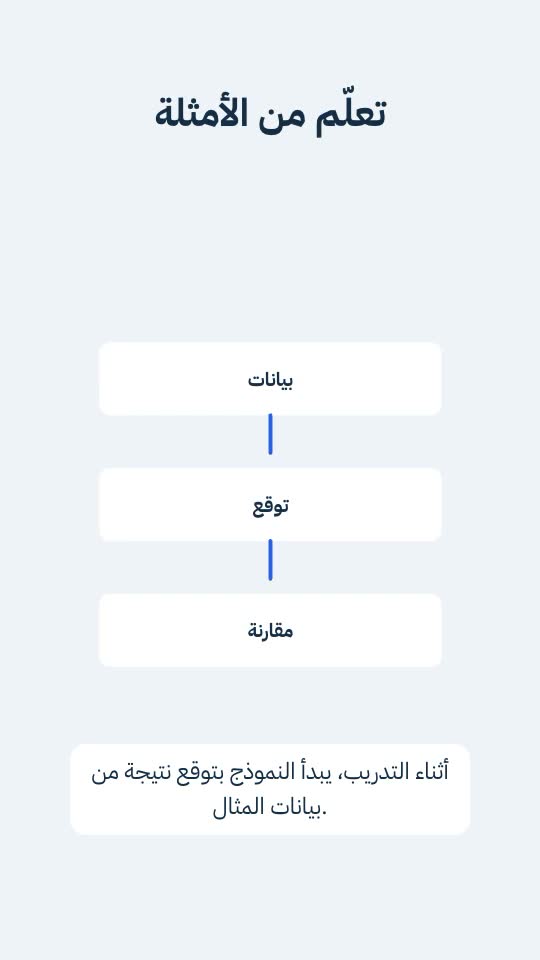 تعلّم من الأمثلة
بيانات
توقع
مقارنة
أثناء التدريب، يبدأ النموذج بتوقع نتيجة من
.بيانات المثال